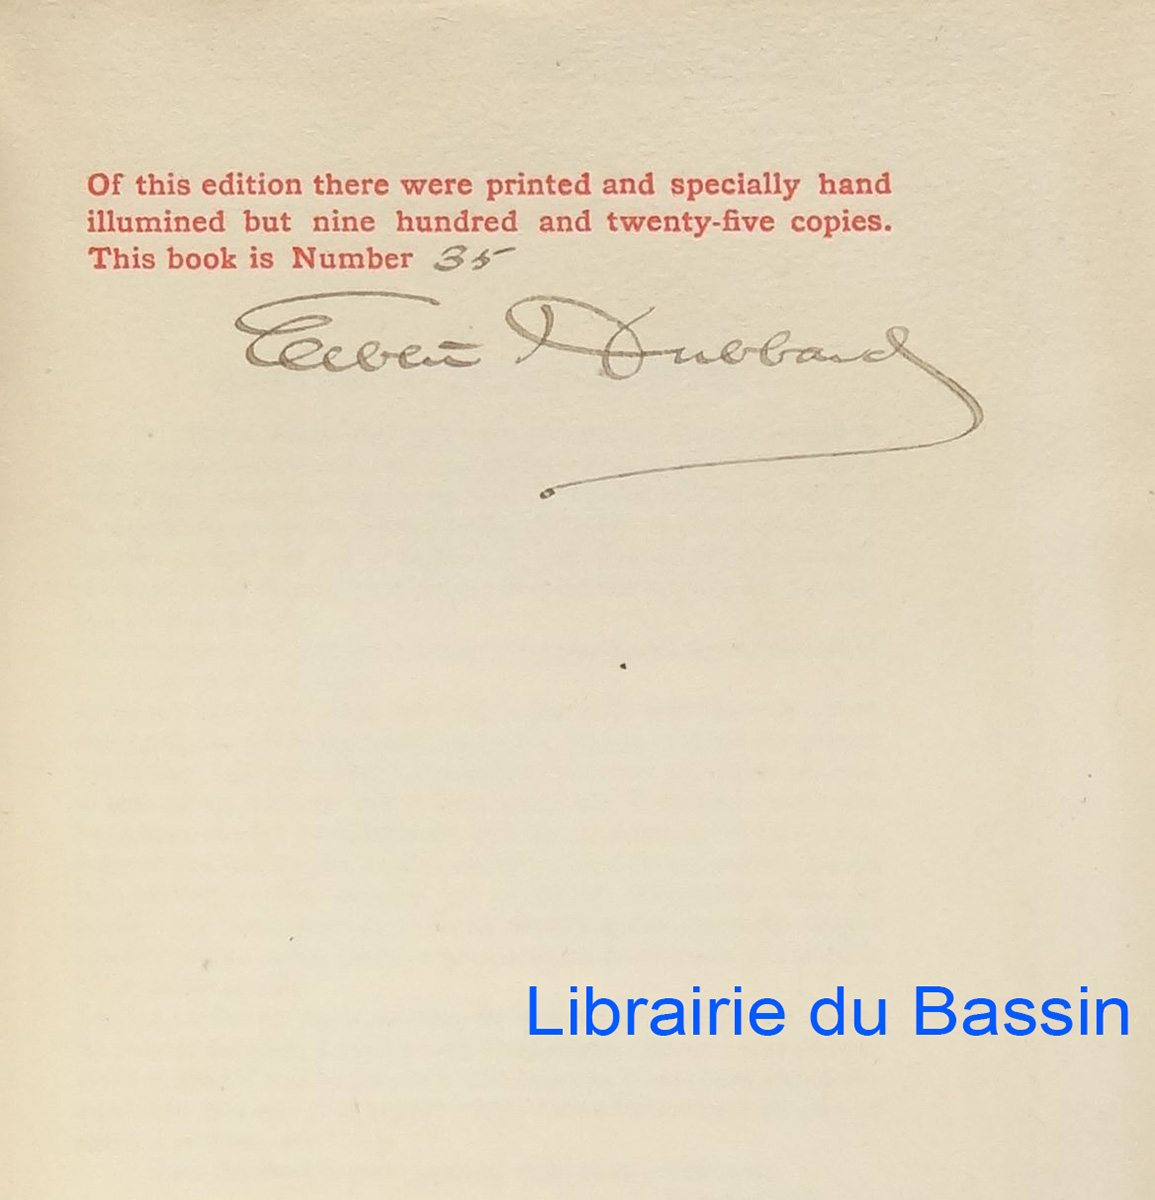 Of this edition there were printed and specially hand
illumined but nine hundred and twenty-five copies.
This book is Number 35
Elbert Hubbard
Librairie du Bassin